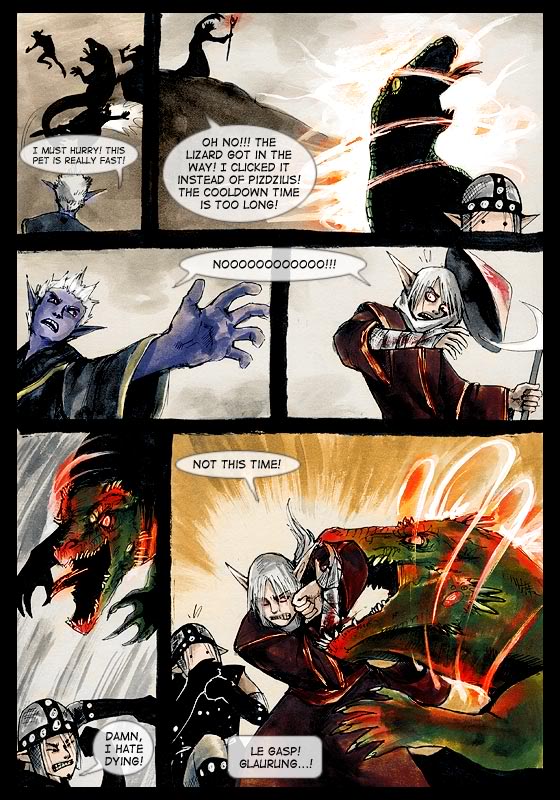 I MUST HURRY! THIS
PET IS REALLY FAST!
OH NO!!! THE
LIZARD GOT IN THE
WAY! I CLICKED IT
INSTEAD OF PIZDZILIS!
THE COOLDOWN TIME
IS TOO LONG!
NOOOOOOOOOOOO!!!
NOT THIS TIME!
DAMN,
I HATE
DYING!
LE GASP!
GLAURUNG...!